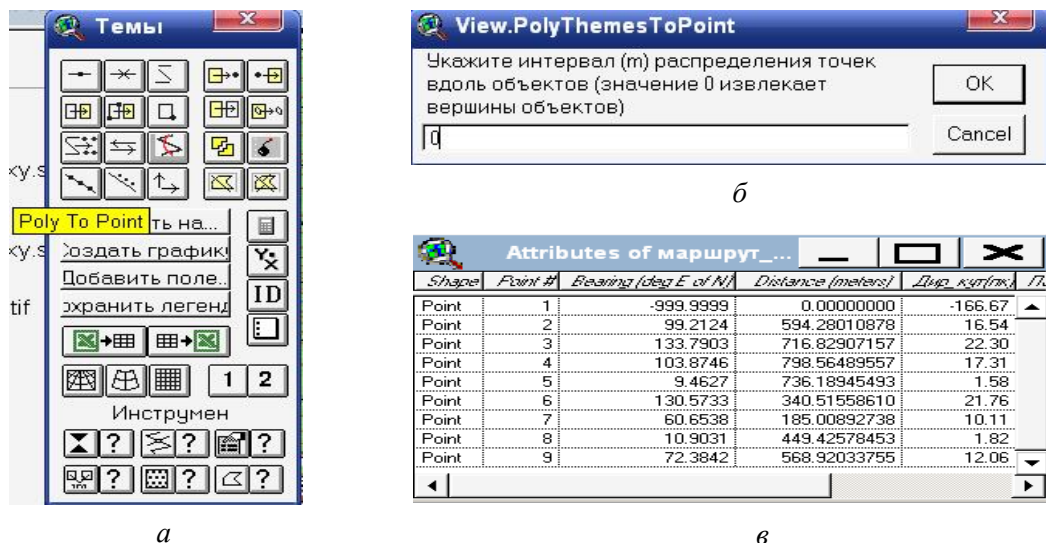 Темы
ху.s
Poly To Point
ть на...
ху.s
оздать график
Добавить поле..
ID
tif
охранить легенд
1 2
Инструмен
? ? ?
? ? ?
а
View.PolyThemesToPoint
Укажите интервал (m) распределения точек
вдоль объектов (значение 0 извлекает
вершины объектов)
OK
0
Cancel
б
Attributes of маршрут_...
Shape Point # Bearing (deg E of N) Distance (meters)
Point 1 -999.9999 0.00000000 -166.67
Point 2 99.2124 594.28010878 16.54
Point 3 133.7903 716.82907157 22.30
Point 4 103.8746 798.56489557 17.31
Point 5 9.4627 736.18945493 1.58
Point 6 130.5733 340.51558610 21.76
Point 7 60.6538 185.00892738 10.11
Point 8 10.9031 449.42578453 1.82
Point 9 72.3842 568.92033755 12.06
в